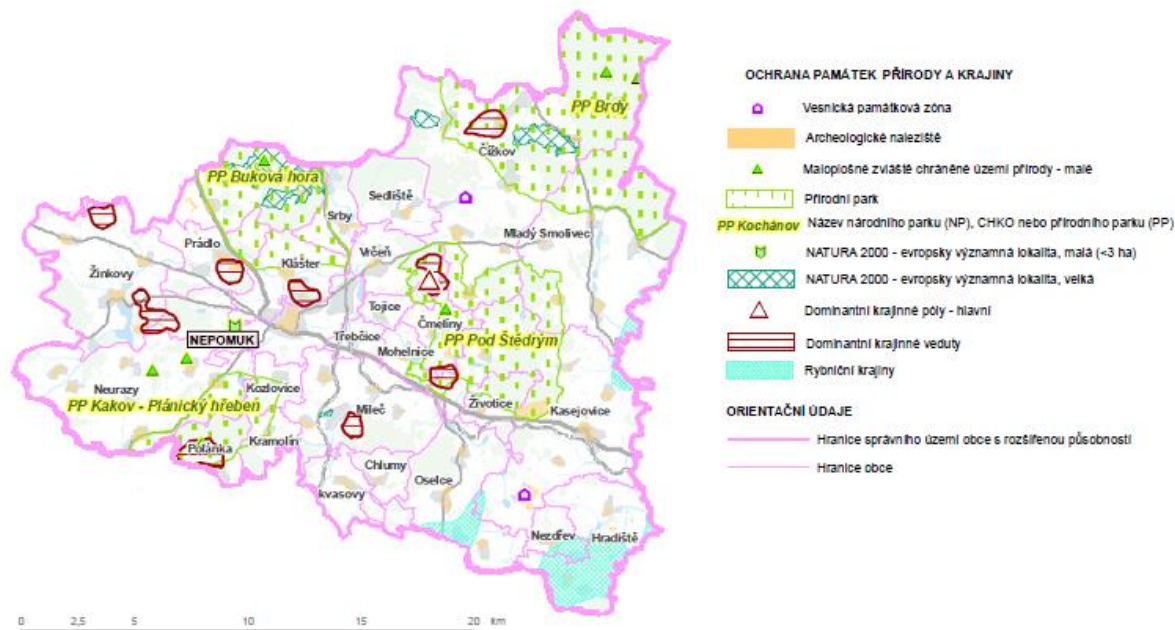 PP Brdy
Čížkov
PP Buková hora
Sedliště
Srby
Mladý Smolivec
Prádlo
Vrčeň
Klášter
Žinkovy
Tojice
Čmelíny
Třebčice
PP Pod Štědrým
NEPOMUK
Mohelnice
Neurazy
Kozlovice
Životice
PP Kakov - Plánický hřeben
Kasejovice
Mileč
Polánka
Kramolín
Chlumy
Oselce
kvasovy
Nezdřev
Hradiště
0 2,5 5 10 15 20 km
OCHRANA PAMÁTEK PŘÍRODY A KRAJINY
Vesnická památková zóna
Archeologické naleziště
Maloplošné zvláště chráněné území přírody - malé
Přírodní park
PP Kochánov Název národního parku (NP), CHKO nebo přírodního parku (PP)
NATURA 2000 - evropsky významná lokalita, malá (<3 ha)
NATURA 2000 - evropsky významná lokalita, velká
Dominantní krajinné póly - hlavní
Dominantní krajinné veduty
Rybniční krajiny
ORIENTAČNÍ ÚDAJE
Hranice správního území obce s rozšířenou působností
Hranice obce